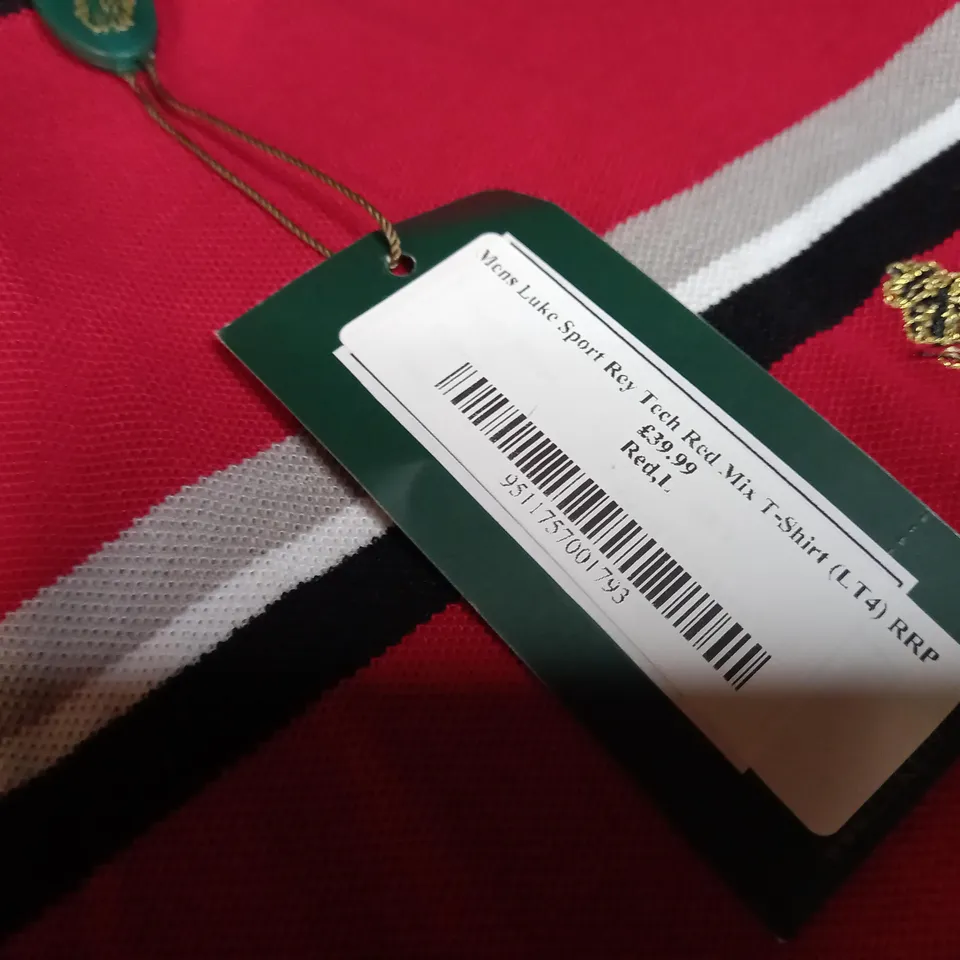 Mens Luke Sport Rey Tech Red Mix T-Shirt (LT4) RRP
£39.99
Red,L
9511757001793